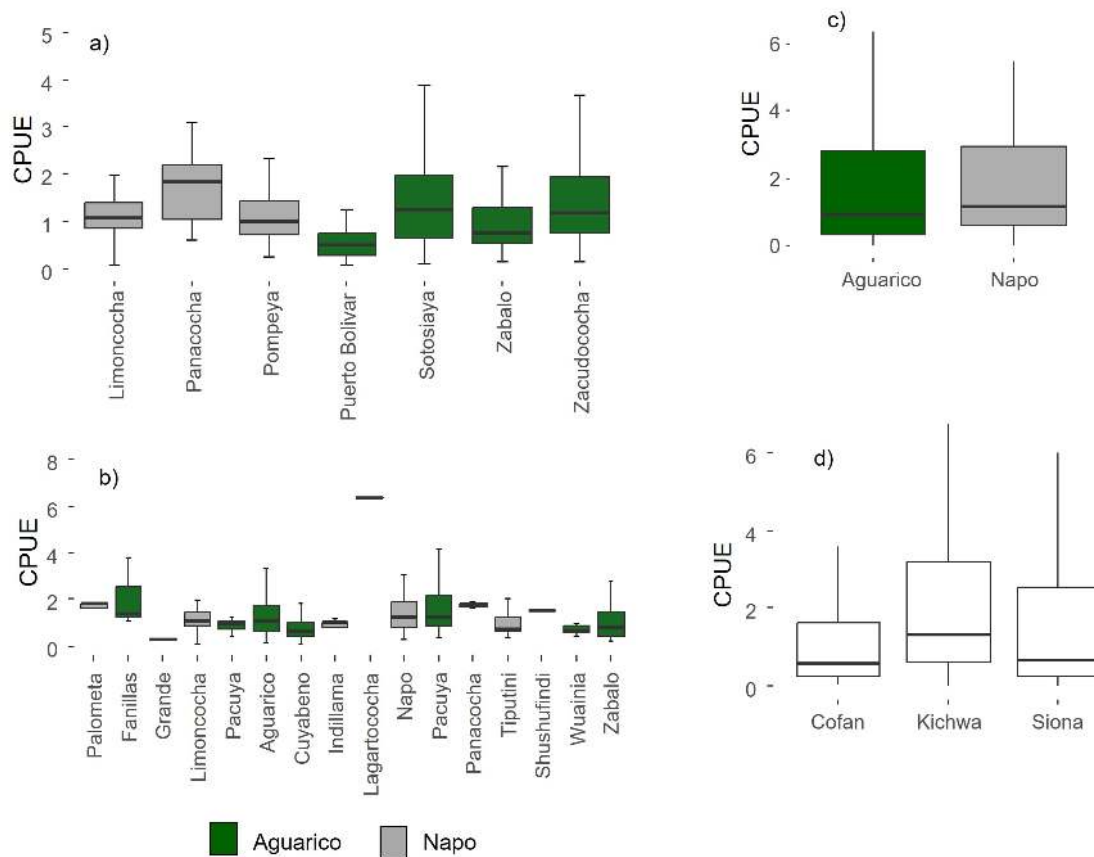 a)
CPUE
5
4
3
2
1
0
Limoncocha
Panacocha
Pompeya
Puerto Bolivar
Sotosiaya
Zabalo
Zacudococha
c)
CPUE
6
4
2
0
Aguarico
Napo
b)
CPUE
8
6
4
2
0
Palometa
Fanillas
Grande
Limoncocha
Pacuya
Aguarico
Cuyabeno
Indillama
Lagartococha
Napo
Pacuya
Panacocha
Tiputini
Shushufindi
Wuainia
Zabalo
d)
CPUE
6
4
2
0
Cofan
Kichwa
Siona
Aguarico
Napo